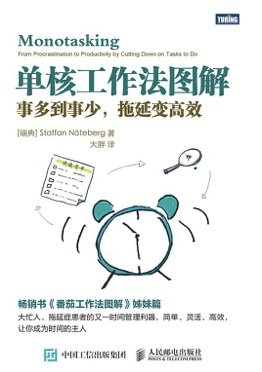 TURING
Monotasking
From Procrastination to Productivity by Cutting Down on Tasks to Do
单核工作法图解
事多到事少，拖延变高效
[瑞典] Staffan Nöteberg 著
大胖 译
畅销书《番茄工作法图解》姊妹篇
大忙人、拖延症患者的又一时间管理利器，简单、灵活、高效，
让你成为时间的主人
中国工信出版集团
人民邮电出版社